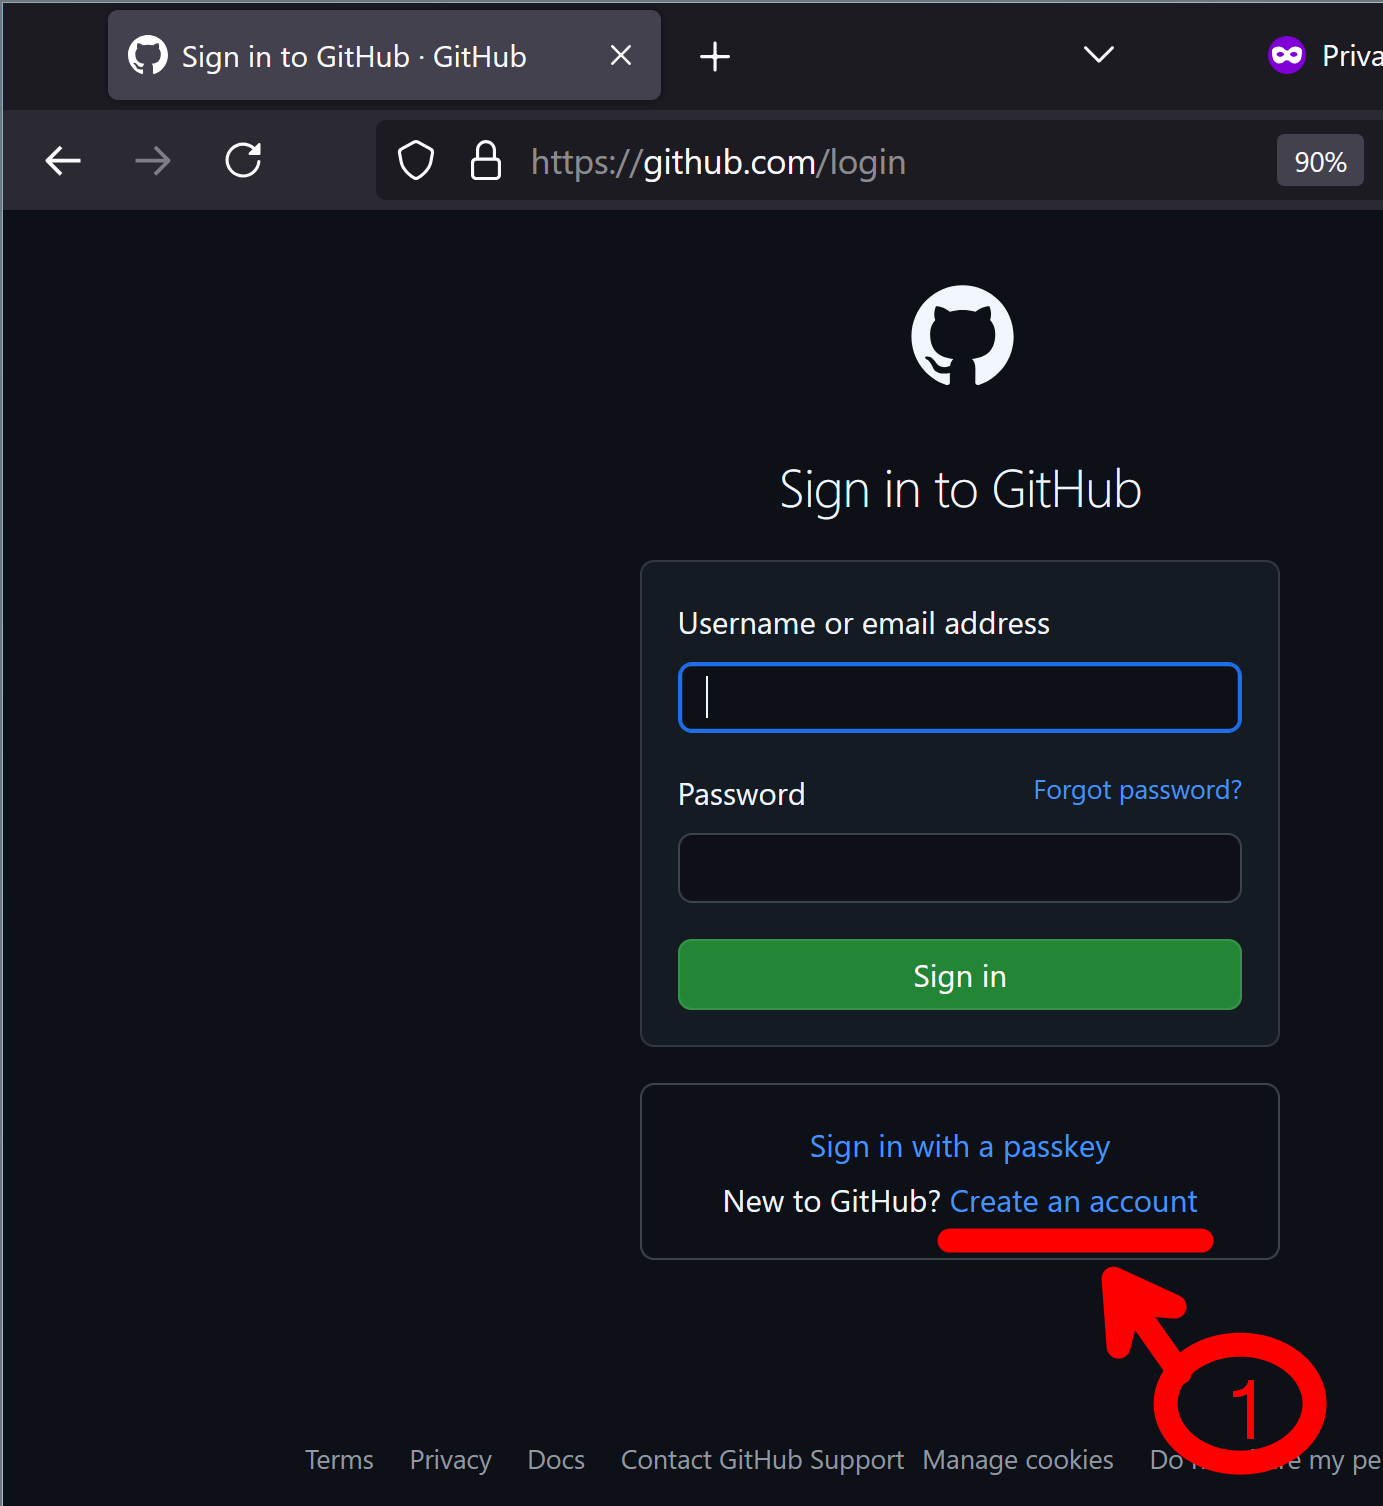 Sign in to GitHub · GitHub
Priva
https://github.com/login
90%
Sign in to GitHub
Username or email address
Password
Forgot password?
Sign in
Sign in with a passkey
New to GitHub? Create an account
1
Terms Privacy Docs Contact GitHub Support Manage cookies Do my pe